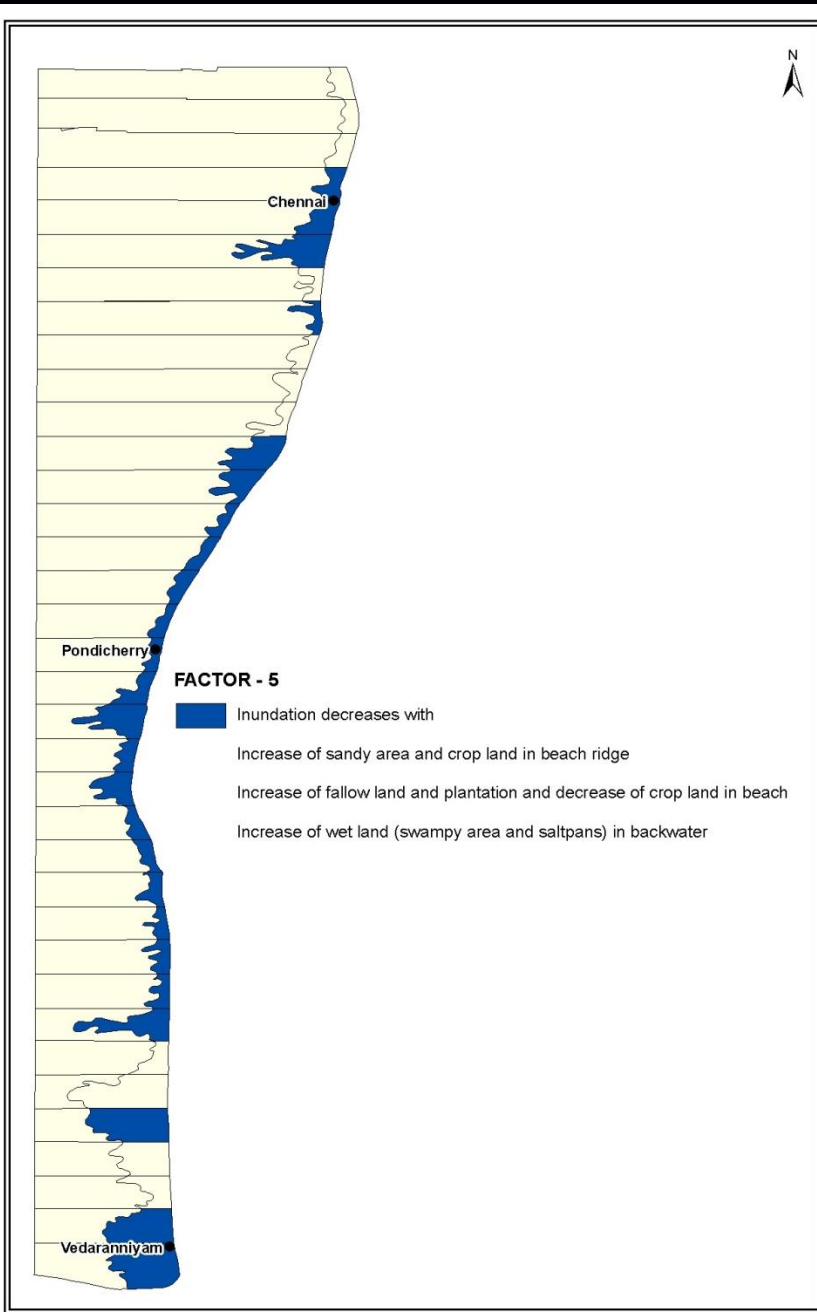 N
Chennai
Pondicherry
FACTOR - 5
Inundation decreases with
Increase of sandy area and crop land in beach ridge
Increase of fallow land and plantation and decrease of crop land in beach
Increase of wet land (swampy area and saltpans) in backwater
Vedaranniyam